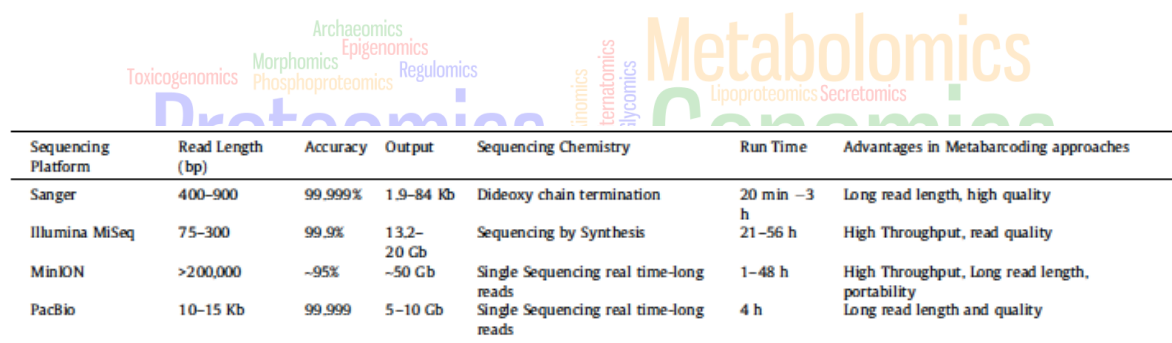 Archaeomics
Epigenomics
Morphomics
Regulomics
Toxicogenomics
Phosphoproteomics
Metabolomics
Lipoproteomics Secretomics
Proteomics
Genomics
Sequencing Platform Read Length (bp) Accuracy Output Sequencing Chemistry Run Time Advantages in Metabarcoding approaches
Sanger 400–900 99.999% 1.9–84 Kb Dideoxy chain termination 20 min –3 h Long read length, high quality
Illumina MiSeq 75–300 99.9% 13.2–20 Gb Sequencing by Synthesis 21–56 h High Throughput, read quality
MinION >200,000 ~95% ~50 Gb Single Sequencing real time-long reads 1–48 h High Throughput, Long read length, portability
PacBio 10–15 Kb 99.999 5–10 Gb Single Sequencing real time-long reads 4 h Long read length and quality